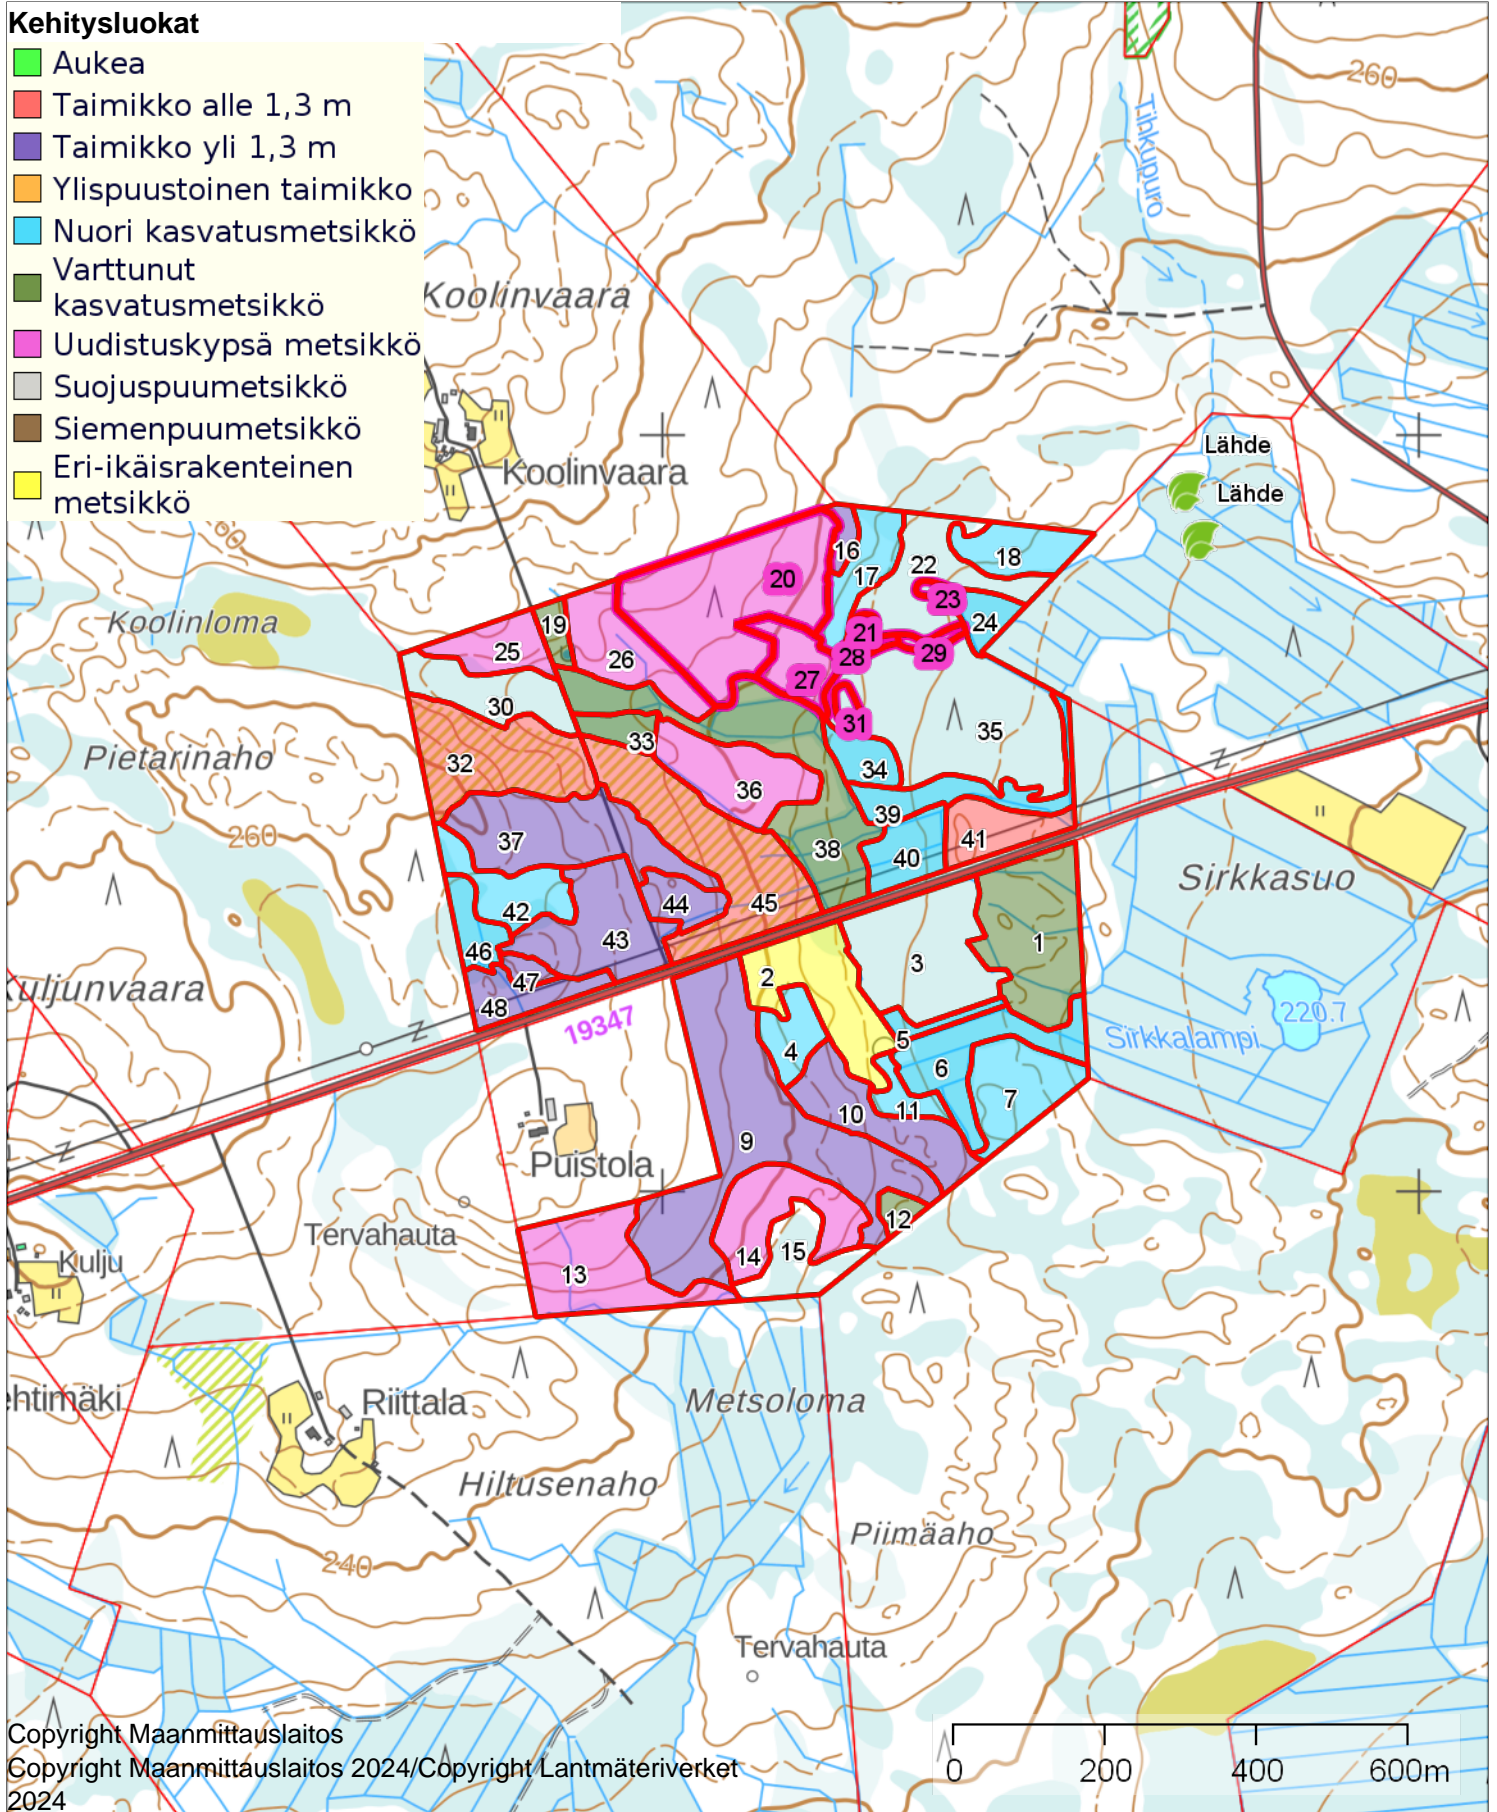 Kehitysluokat
Aukea
Taimikko alle 1,3 m
Taimikko yli 1,3 m
Ylispuustoinen taimikko
Nuori kasvatusmetsikkö
Varttunut
kasvatusmetsikkö
Uudistuskypsä metsikkö
Suojuspuumetsikkö
Siemenpuumetsikkö
Eri-ikäisrakenteinen
metsikkö
260
Tihkupuro
Koolinvaara
Koolinvaara
Lähde
Lähde
Koolinloma
Pietarinaho
260
Sirkkasuo
220.7
Sirkkalampi
19347
Puistola
Tervahauta
Kulju
Riittala
Metsoloma
Hiltusenaho
Piimäaho
240
Tervahauta
16
17
22
18
20
23
24
21
29
28
19
25
26
27
31
30
35
33
32
34
36
39
41
37
38
40
42
44
45
43
46
47
48
1
3
2
5
4
6
7
10
11
9
12
14
15
13
Copyright Maanmittauslaitos
Copyright Maanmittauslaitos 2024/Copyright Lantmäteriverket
2024
0 200 400 600m